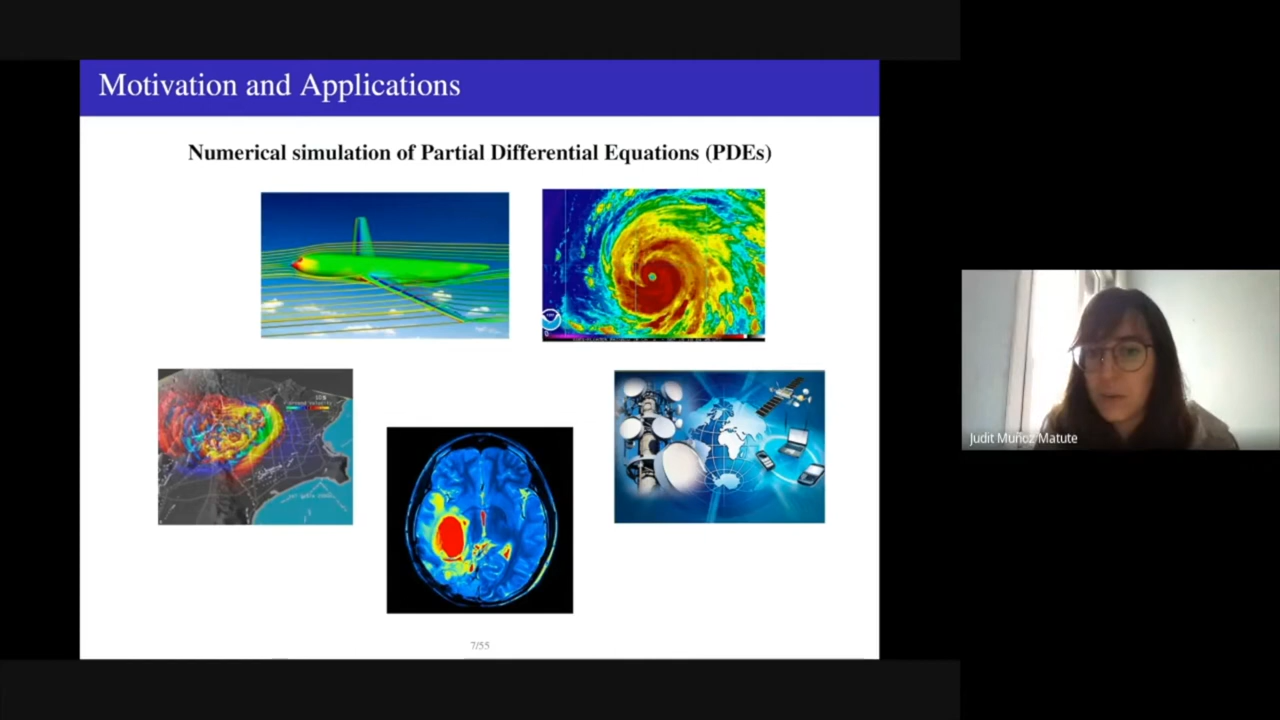 Motivation and Applications
Numerical simulation of Partial Differential Equations (PDEs)
7/55
Judit Muñoz Matute